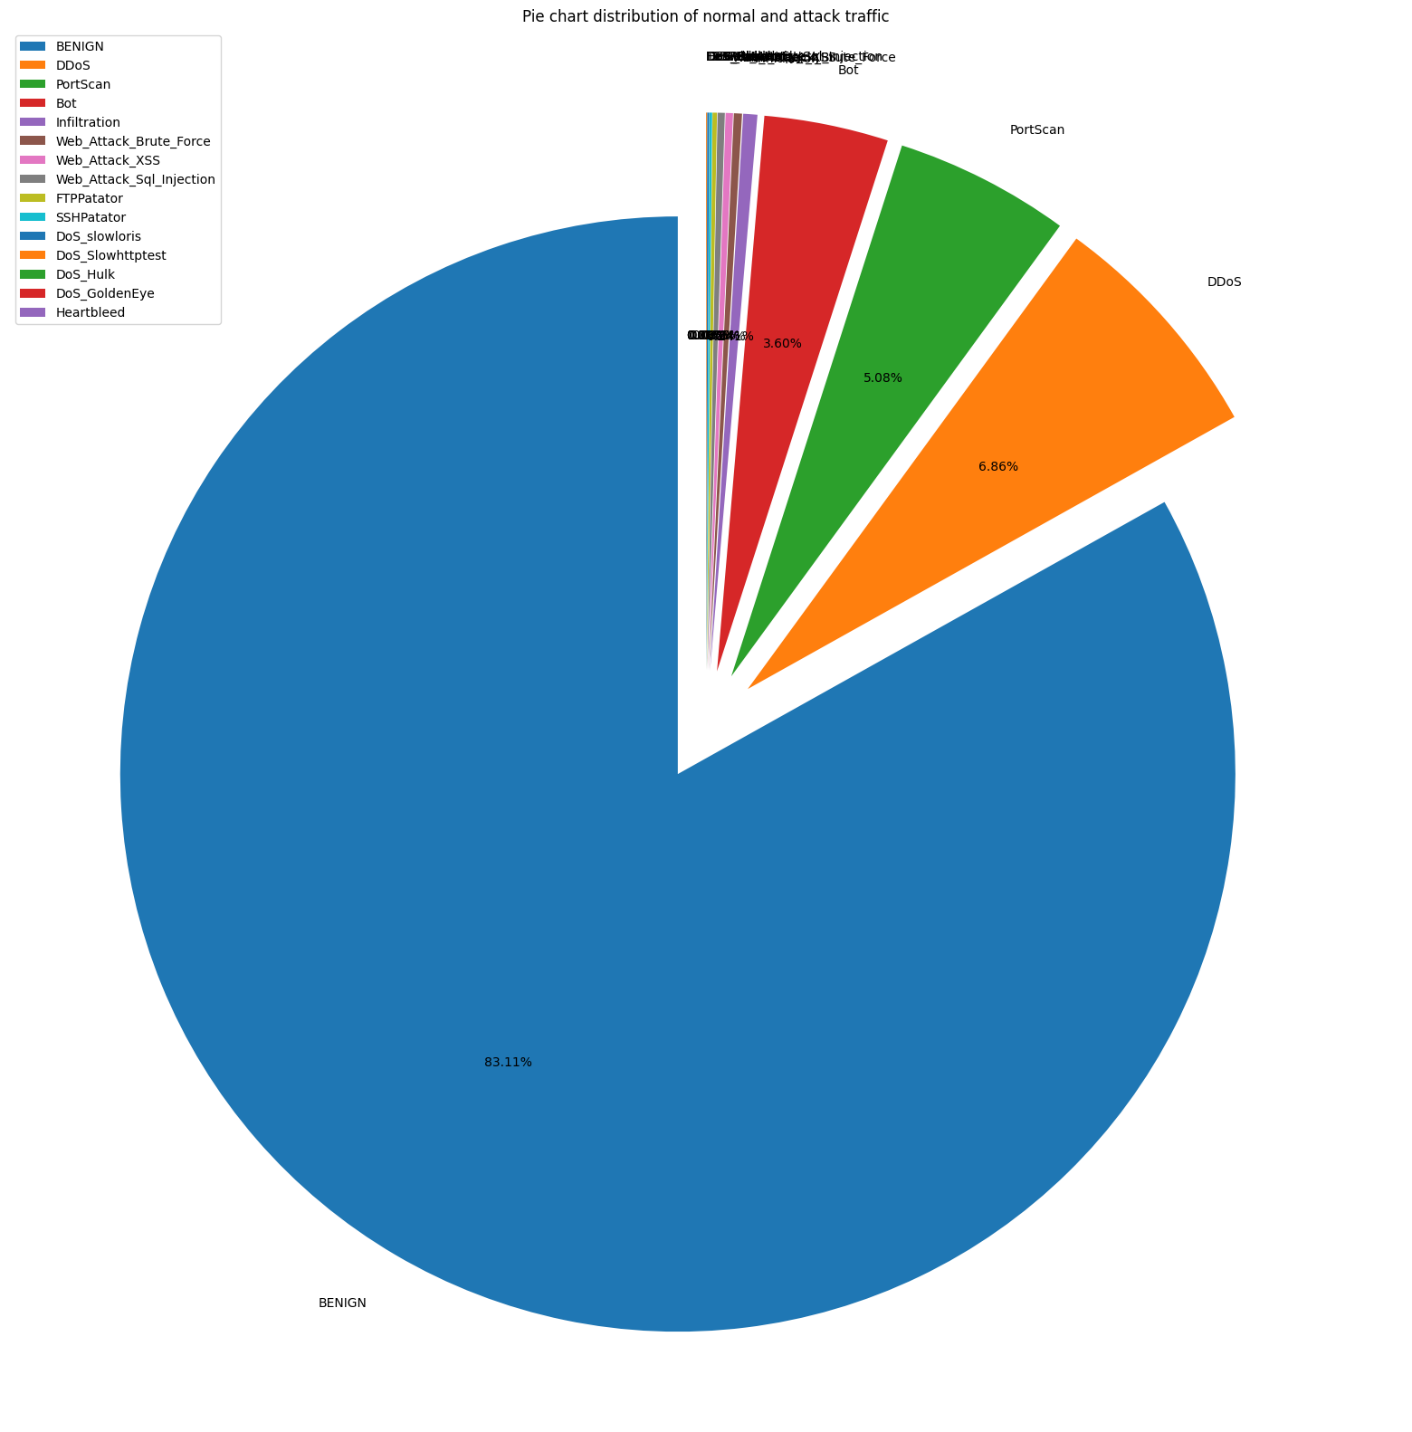 Pie chart distribution of normal and attack traffic
BENIGN
DDoS
PortScan
Bot
Infiltration
Web_Attack_Brute_Force
Web_Attack_XSS
Web_Attack_Sql_Injection
FTPPatator
SSHPatator
DoS_slowloris
DoS_Slowhttptest
DoS_Hulk
DoS_GoldenEye
Heartbleed
Bot
PortScan
DDoS
3.60%
5.08%
6.86%
83.11%
BENIGN